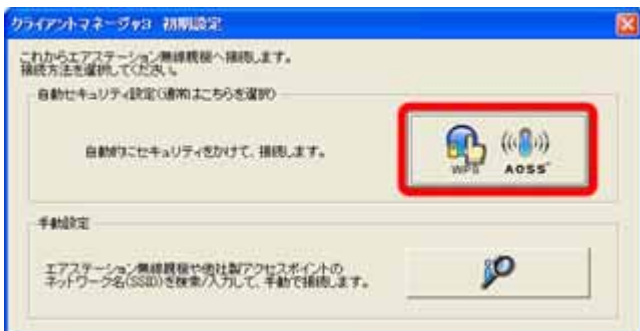 クライアントマネージャ3 初期設定
これからエアステーション無線親機へ接続します。
接続方法を選択してください。
自動セキュリティ設定(通常はこちらを選択)
自動的にセキュリティをかけて、接続します。
WPS
AOSS
手動設定
エアステーション無線親機や他社製アクセスポイントの
ネットワーク名(SSID)を検索/入力して、手動で接続します。